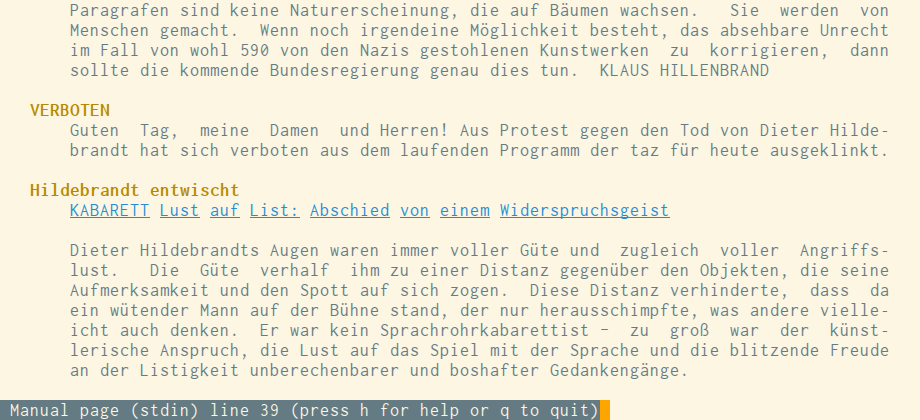 Paragrafen sind keine Naturerscheinung, die auf Bäumen wachsen.   Sie  werden  von
Menschen gemacht.  Wenn noch irgendeine Möglichkeit besteht, das absehbare Unrecht
im Fall von wohl 590 von den Nazis gestohlenen Kunstwerken  zu  korrigieren,  dann
sollte die kommende Bundesregierung genau dies tun.  KLAUS HILLENBRAND
VERBOTEN
Guten  Tag,  meine  Damen  und Herren! Aus Protest gegen den Tod von Dieter Hilde-
brandt hat sich verboten aus dem laufenden Programm der taz für heute ausgeklinkt.
Hildebrandt entwischt
KABARETT Lust auf List: Abschied von einem Widerspruchsgeist
Dieter Hildebrandts Augen waren immer voller Güte und  zugleich  voller  Angriffs-
lust.   Die  Güte  verhalf  ihm zu einer Distanz gegenüber den Objekten, die seine
Aufmerksamkeit und den Spott auf sich zogen.  Diese Distanz verhinderte,  dass  da
ein wütender Mann auf der Bühne stand, der nur herausschimpfte, was andere vielle-
icht auch denken.  Er war kein Sprachrohrkabarettist –  zu  groß  war  der  künst-
lerische Anspruch, die Lust auf das Spiel mit der Sprache und die blitzende Freude
an der Listigkeit unberechenbarer und boshafter Gedankengänge.
Manual page (stdin) line 39 (press h for help or q to quit)